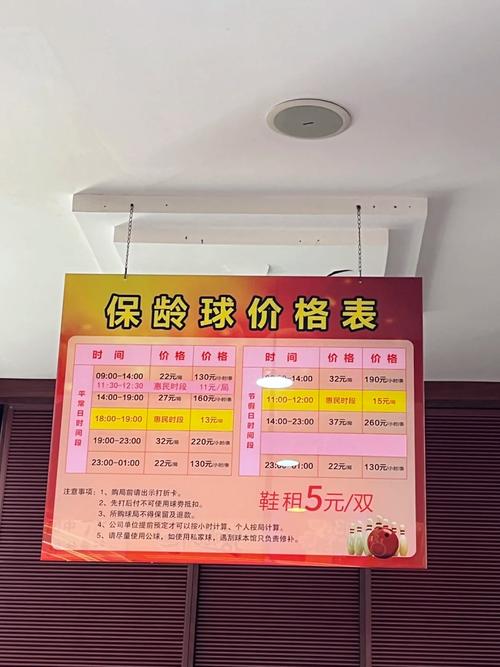 保龄球价格表
时间 价格 价格
平常日时间段
09:00-14:00 22元/局 130元/小时/条
11:30-12:30 惠民时段 11元/局
14:00-19:00 27元/局 160元/小时/条
18:00-19:00 惠民时段 13元/局
19:00-23:00 32元/局 220元/小时/条
23:00-01:00 22元/局 130元/小时/条
时间 价格 价格
节假日时间段
:00-14:00 32元/局 190元/小时/条
11:00-12:00 惠民时段 15元/局
14:00-23:00 37元/局 260元/小时/条
23:00-01:00 22元/局 130元/小时/条
注意事项:1、购局前请出示打折卡。
2、先打后付不可使用球券抵扣。
3、所购球局不得保留及退款。
4、公司单位提前预定才可以按小时计算、个人按局计算。
5、请尽量使用公球,如使用私家球,遇刮球本馆只负责修补。
鞋租5元/双